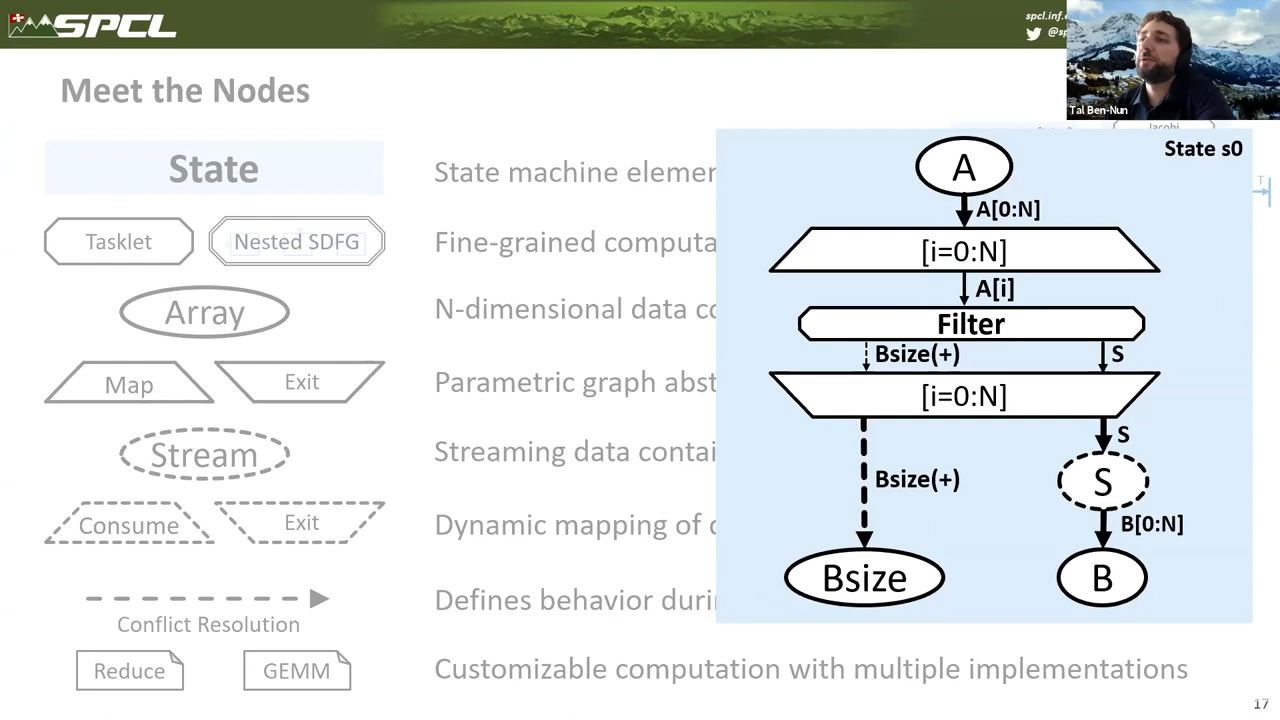 SPCL
spcl.inf.
@sp
Tal Ben-Nun
Meet the Nodes
State
State machine elemen
Tasklet
Nested SDFG
Fine-grained computa
Array
N-dimensional data co
Map
Exit
Parametric graph abst
Stream
Streaming data contai
Consume
Exit
Dynamic mapping of
Defines behavior duri
Conflict Resolution
Reduce
GEMM
Customizable computation with multiple implementations
Jacobi
T
State s0
A
A[0:N]
[i=0:N]
A[i]
Filter
Bsize(+)
S
[i=0:N]
S
Bsize(+)
S
B[0:N]
Bsize
B
17